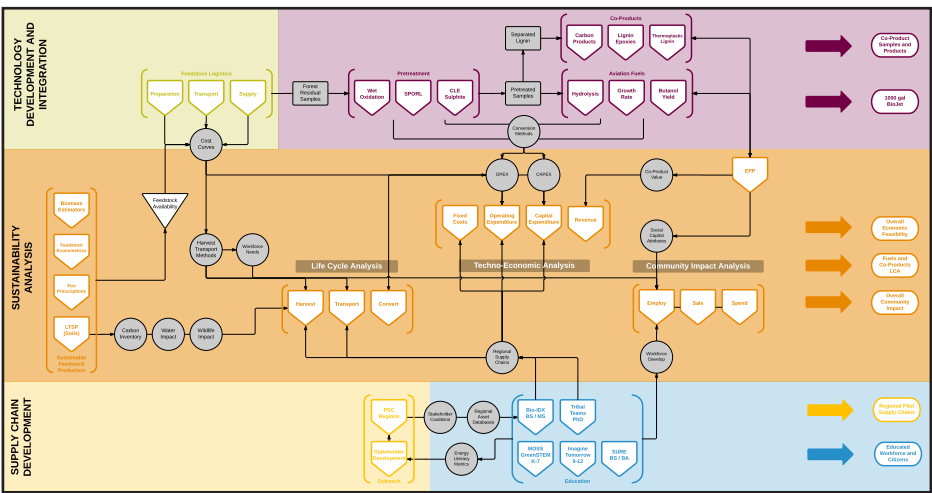 TECHNOLOGY
DEVELOPMENT AND
INTEGRATION
Feedstock Logistics
Preparation
Transport
Supply
Forest
Residual
Samples
Pretreatment
Wet
Oxidation
SPORL
CLE
Sulphite
Separated
Lignin
Pretreated
Samples
Co-Products
Carbon
Products
Lignin
Epoxies
Thermoplastic
Lignin
Aviation Fuels
Hydrolysis
Growth
Rate
Butanol
Yield
Co-Product
Samples and
Products
1000 gal
BioJet
Cost
Curves
Conversion
Methods
SUSTAINABILITY
ANALYSIS
Biomass
Estimators
Feedstock
Econometrics
Fire
Prescriptions
LTSP
(Soils)
Sustainable
Feedstock
Production
Feedstock
Availability
OPEX
CAPEX
Co-Product
Value
EPP
Fixed
Costs
Operating
Expenditure
Capital
Expenditure
Revenue
Social
Capital
Attributes
Harvest
Transport
Methods
Workforce
Needs
Life Cycle Analysis
Techno-Economic Analysis
Community Impact Analysis
Harvest
Transport
Convert
Employ
Sale
Spend
Carbon
Inventory
Water
Impact
Wildlife
Impact
Regional
Supply
Chains
Workforce
Develop
Overall
Economic
Feasibility
Fuels and
Co-Products
LCA
Overall
Community
Impact
SUPPLY CHAIN
DEVELOPMENT
PSC
Regions
Stakeholder
Development
Outreach
Stakeholder
Coalitions
Regional
Asset
Databases
Energy
Literacy
Metrics
Bio-IDX
BS / MS
Tribal
Teams
PhD
MOSS
GreenSTEM
K-7
Imagine
Tomorrow
9-12
SURE
BS / BA
Education
Regional Pilot
Supply Chains
Educated
Workforce and
Citizens